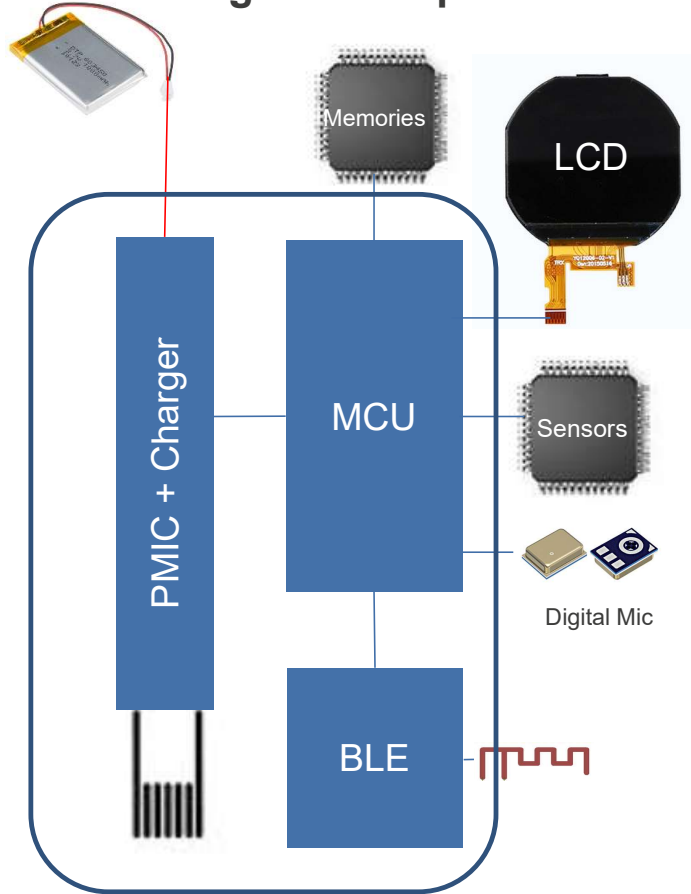 Memories
LCD
PMIC + Charger
MCU
Sensors
Digital Mic
BLE